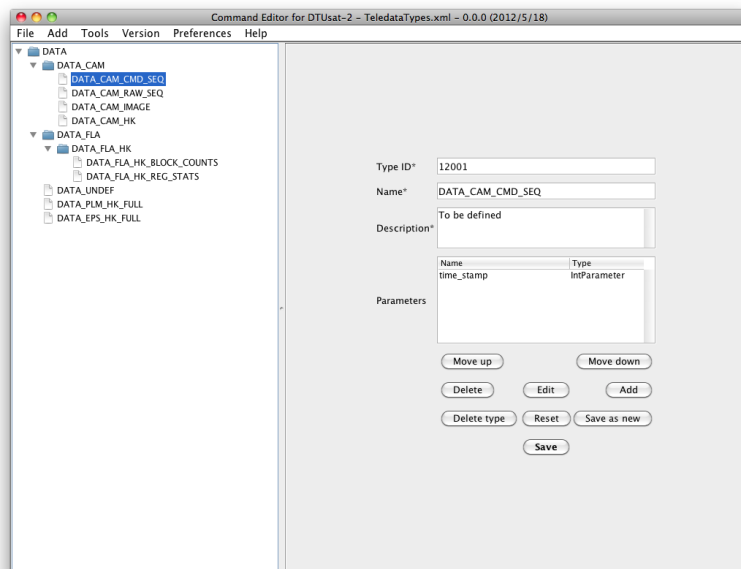 Command Editor for DTUsat-2 - TeledataTypes.xml - 0.0.0 (2012/5/18)
File Add Tools Version Preferences Help
DATA
DATA_CAM
DATA_CAM_CMD_SEQ
DATA_CAM_RAW_SEQ
DATA_CAM_IMAGE
DATA_CAM_HK
DATA_FLA
DATA_FLA_HK
DATA_FLA_HK_BLOCK_COUNTS
DATA_FLA_HK_REG_STATS
DATA_UNDEF
DATA_PLM_HK_FULL
DATA_EPS_HK_FULL
Type ID* 12001
Name* DATA_CAM_CMD_SEQ
Description* To be defined
Parameters
Name Type
time_stamp IntParameter
Move up Move down
Delete Edit Add
Delete type Reset Save as new
Save